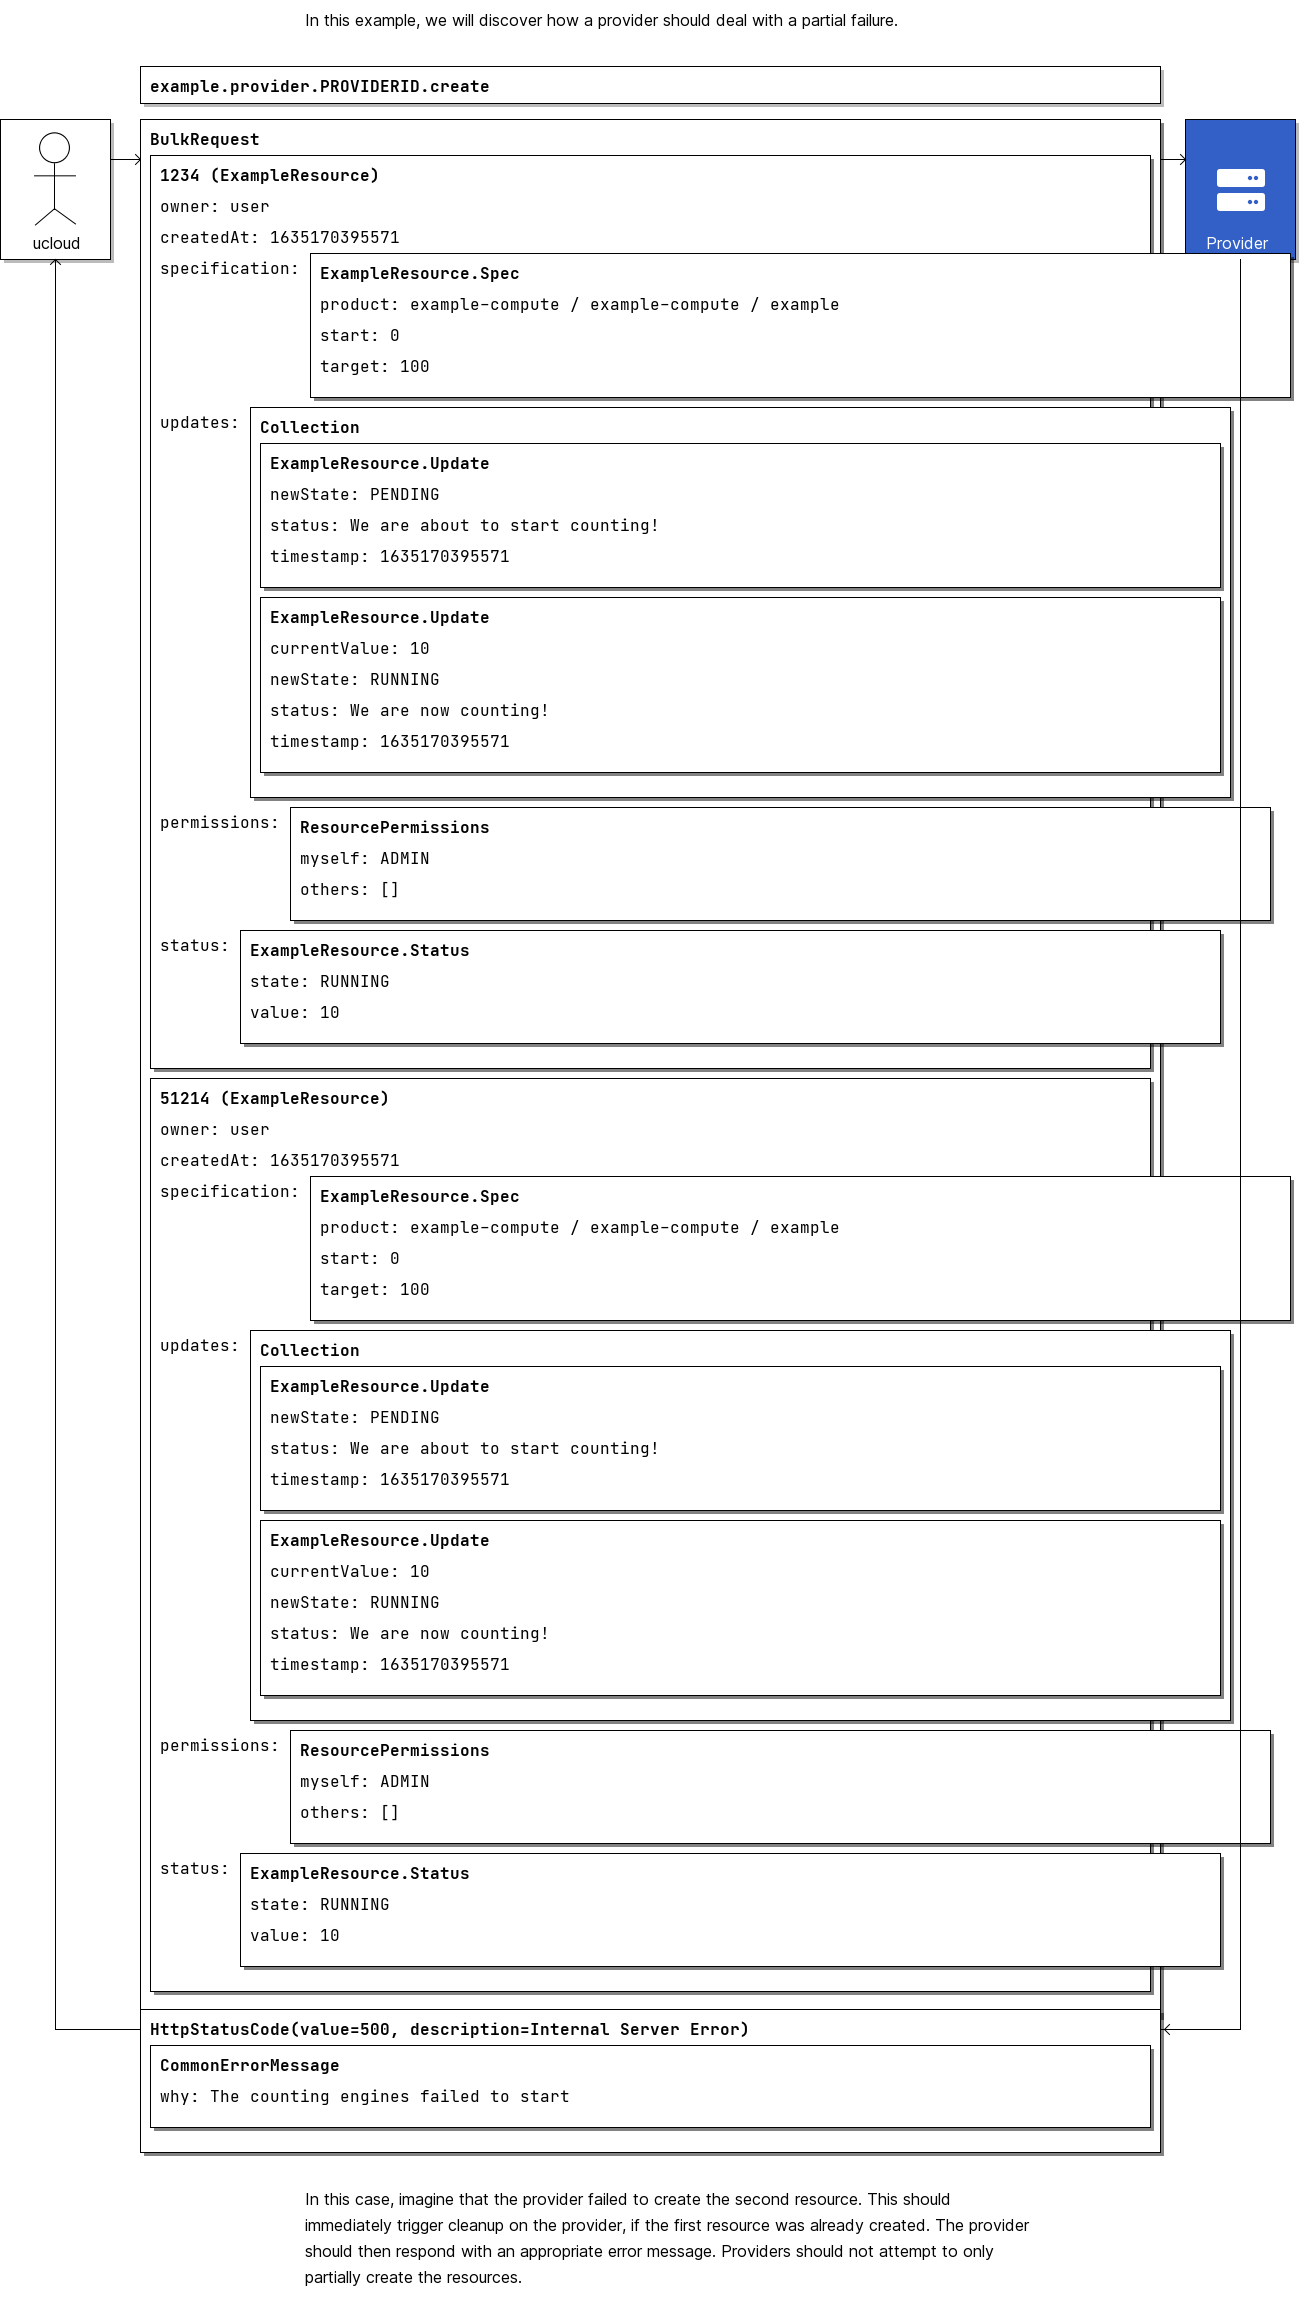 In this example, we will discover how a provider should deal with a partial failure.
example.provider.PROVIDERID.create
ucloud
Provider
BulkRequest
1234 (ExampleResource)
owner: user
createdAt: 1635170395571
specification:
ExampleResource.Spec
product: example-compute / example-compute / example
start: 0
target: 100
updates:
Collection
ExampleResource.Update
newState: PENDING
status: We are about to start counting!
timestamp: 1635170395571
ExampleResource.Update
currentValue: 10
newState: RUNNING
status: We are now counting!
timestamp: 1635170395571
permissions:
ResourcePermissions
myself: ADMIN
others: []
status:
ExampleResource.Status
state: RUNNING
value: 10
51214 (ExampleResource)
owner: user
createdAt: 1635170395571
specification:
ExampleResource.Spec
product: example-compute / example-compute / example
start: 0
target: 100
updates:
Collection
ExampleResource.Update
newState: PENDING
status: We are about to start counting!
timestamp: 1635170395571
ExampleResource.Update
currentValue: 10
newState: RUNNING
status: We are now counting!
timestamp: 1635170395571
permissions:
ResourcePermissions
myself: ADMIN
others: []
status:
ExampleResource.Status
state: RUNNING
value: 10
HttpStatusCode(value=500, description=Internal Server Error)
CommonErrorMessage
why: The counting engines failed to start
In this case, imagine that the provider failed to create the second resource. This should
immediately trigger cleanup on the provider, if the first resource was already created. The provider
should then respond with an appropriate error message. Providers should not attempt to only
partially create the resources.